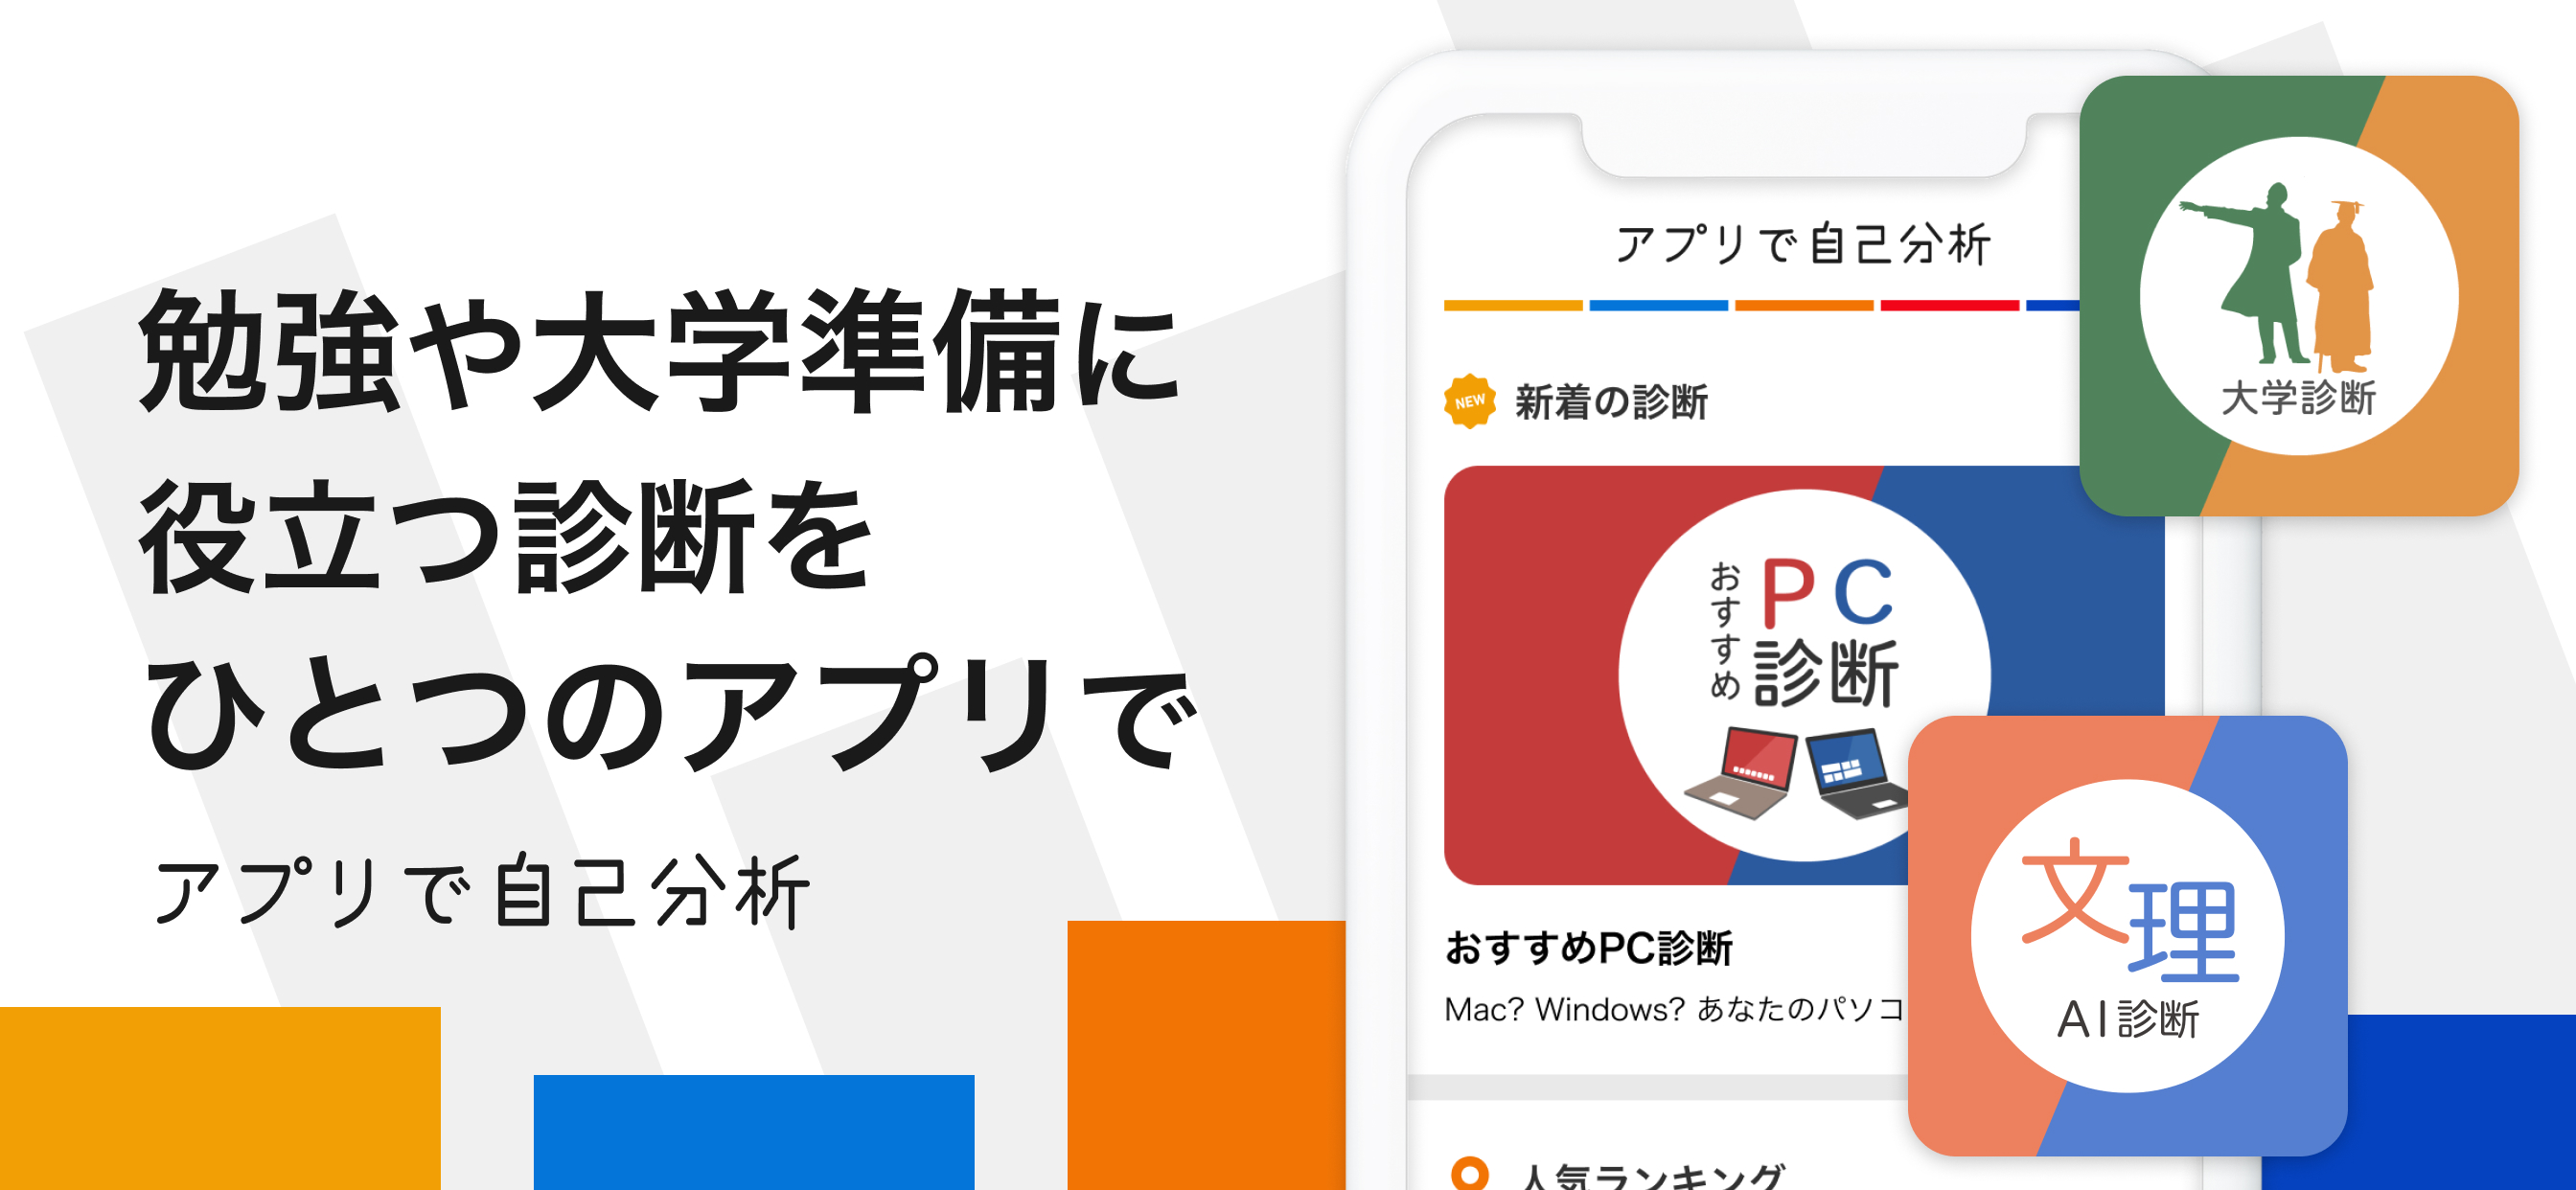 勉強や大学準備に
役立つ診断を
ひとつのアプリで
アプリで自己分析
アプリで自己分析
NEW 新着の診断
おすすめ
PC
診断
おすすめPC診断
Mac? Windows? あなたのパソコ
人気ランキング
大学診断
文理
AI診断